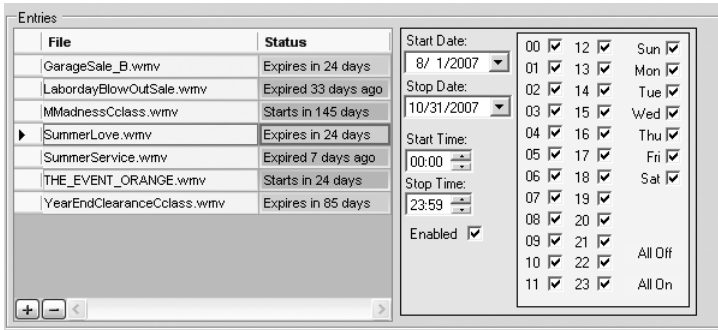 Entries
File Status
GarageSale_B.wmv Expires in 24 days
LabordayBlowOutSale.wmv Expired 33 days ago
MMadnessCclass.wmv Starts in 145 days
SummerLove.wmv Expires in 24 days
SummerService.wmv Expired 7 days ago
THE_EVENT_ORANGE.wmv Starts in 24 days
YearEndClearanceCclass.wmv Expires in 85 days
Start Date:
8/ 1/2007
Stop Date:
10/31/2007
Start Time:
00:00
Stop Time:
23:59
Enabled
00 12 Sun
01 13 Mon
02 14 Tue
03 15 Wed
04 16 Thu
05 17 Fri
06 18 Sat
07 19
08 20
09 21
10 22 All Off
11 23 All On